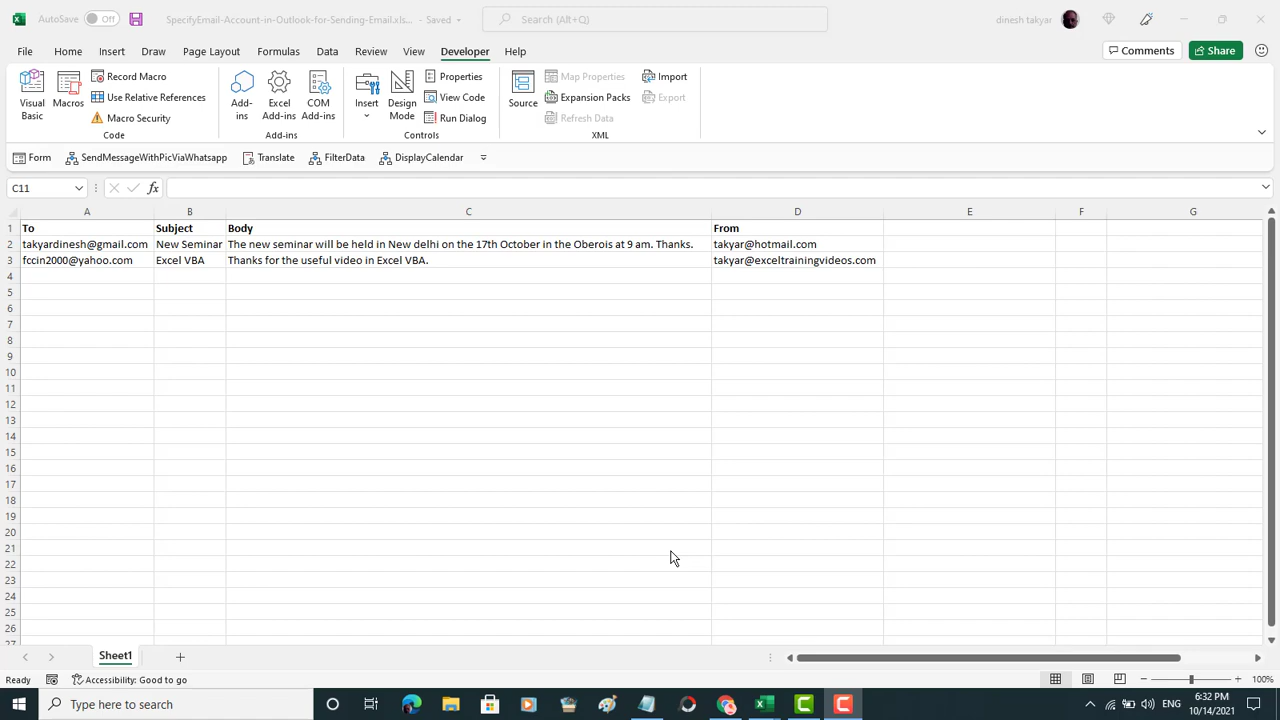 AutoSave Off SpecifyEmail-Account-in-Outlook-for-Sending-Email.xls... - Saved Search (Alt+Q) dinesh takyar
File Home Insert Draw Page Layout Formulas Data Review View Developer Help Comments Share
Visual Basic
Macros
Record Macro
Use Relative References
Macro Security
Code
Add-ins
Excel Add-ins
COM Add-ins
Add-ins
Insert
Design Mode
Properties
View Code
Run Dialog
Controls
Source
Map Properties
Expansion Packs
Refresh Data
Import
Export
XML
Form SendMessageWithPicViaWhatsapp Translate FilterData DisplayCalendar
C11 fx
A B C D E F G
1 To Subject Body From
2 takyardinesh@gmail.com New Seminar The new seminar will be held in New delhi on the 17th October in the Oberois at 9 am. Thanks. takyar@hotmail.com
3 fccin2000@yahoo.com Excel VBA Thanks for the useful video in Excel VBA. takyar@exceltrainingvideos.com
4
5
6
7
8
9
10
11
12
13
14
15
16
17
18
19
20
21
22
23
24
25
26
27
Sheet1
Ready Accessibility: Good to go 100%
Type here to search ENG 6:32 PM
10/14/2021